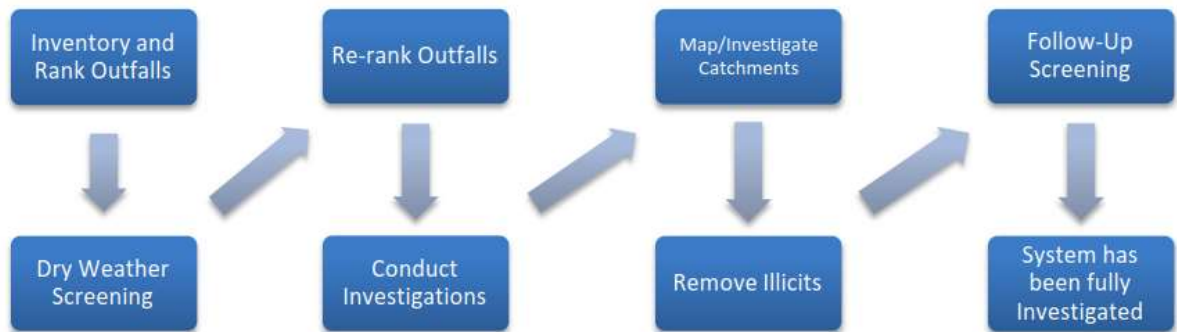 Inventory and
Rank Outfalls
Dry Weather
Screening
Re-rank Outfalls
Conduct
Investigations
Map/Investigate
Catchments
Remove Illicits
Follow-Up
Screening
System has
been fully
Investigated